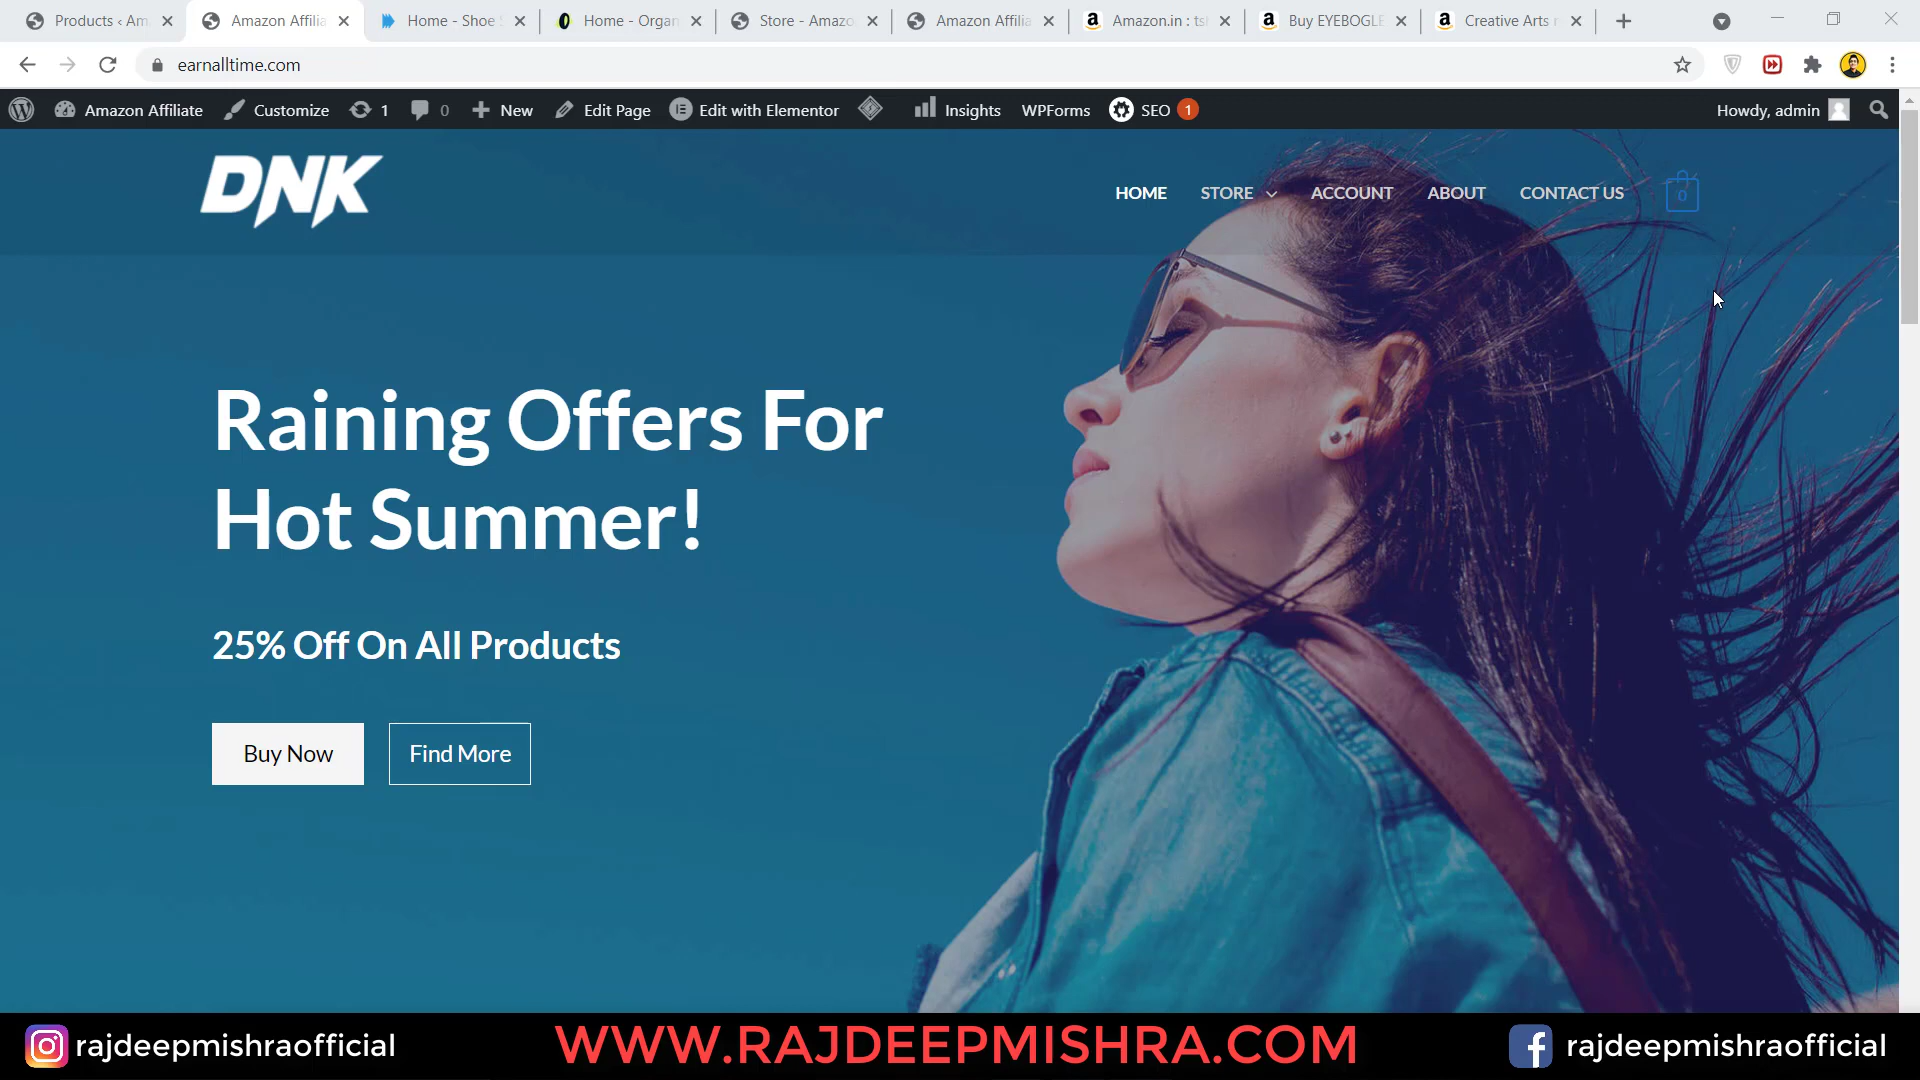 Products ‹ Am
Amazon Affilia
Home - Shoe
Home - Organ
Store - Amazo
Amazon Affilia
Amazon.in : tsh
Buy EYEBOGLE
Creative Arts
earnalltime.com
Amazon Affiliate
Customize
1
0
New
Edit Page
Edit with Elementor
Insights
WPForms
SEO 1
Howdy, admin
DNK
HOME
STORE
ACCOUNT
ABOUT
CONTACT US
0
Raining Offers For
Hot Summer!
25% Off On All Products
Buy Now
Find More
rajdeepmishraofficial
WWW.RAJDEEPMISHRA.COM
rajdeepmishraofficial